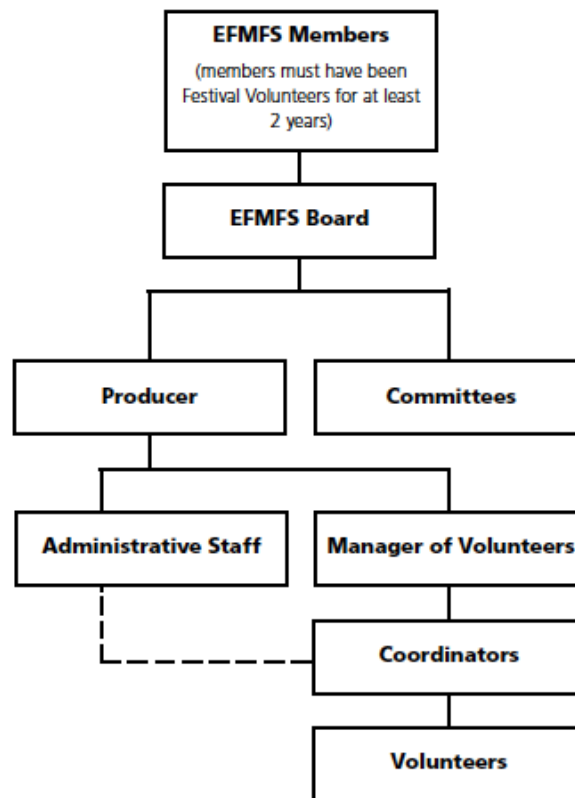 EFMFS Members
(members must have been
Festival Volunteers for at least
2 years)
EFMFS Board
Producer
Committees
Administrative Staff
Manager of Volunteers
Coordinators
Volunteers